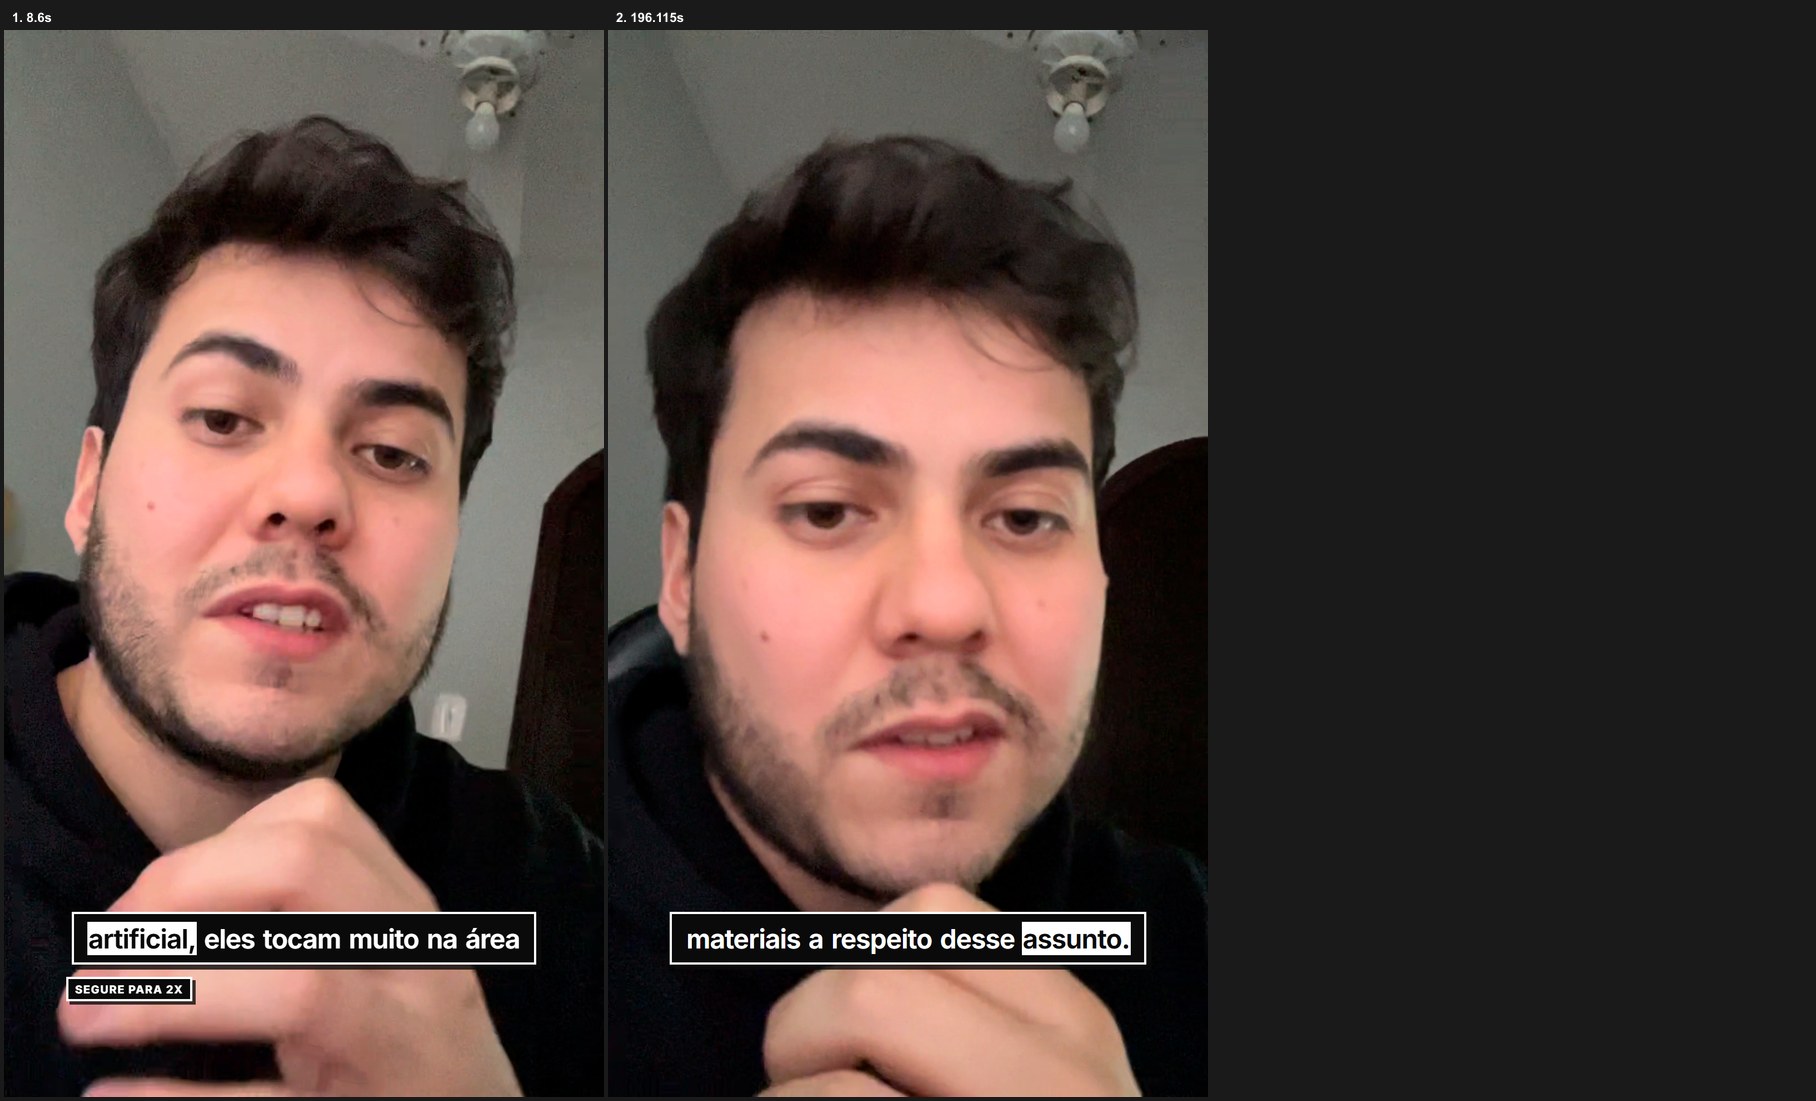 1. 8.6s
2. 196.115s
artificial, eles tocam muito na área
SEGURE PARA 2X
materiais a respeito desse assunto.